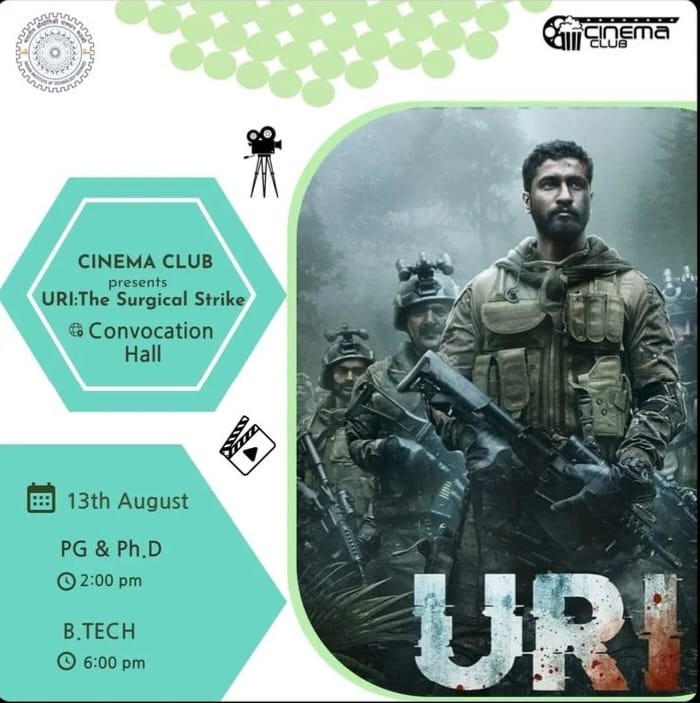 CINEMA
CLUB
CINEMA CLUB
presents
URI:The Surgical Strike
Convocation
Hall
13th August
PG & Ph.D
2:00 pm
B.TECH
6:00 pm
URI